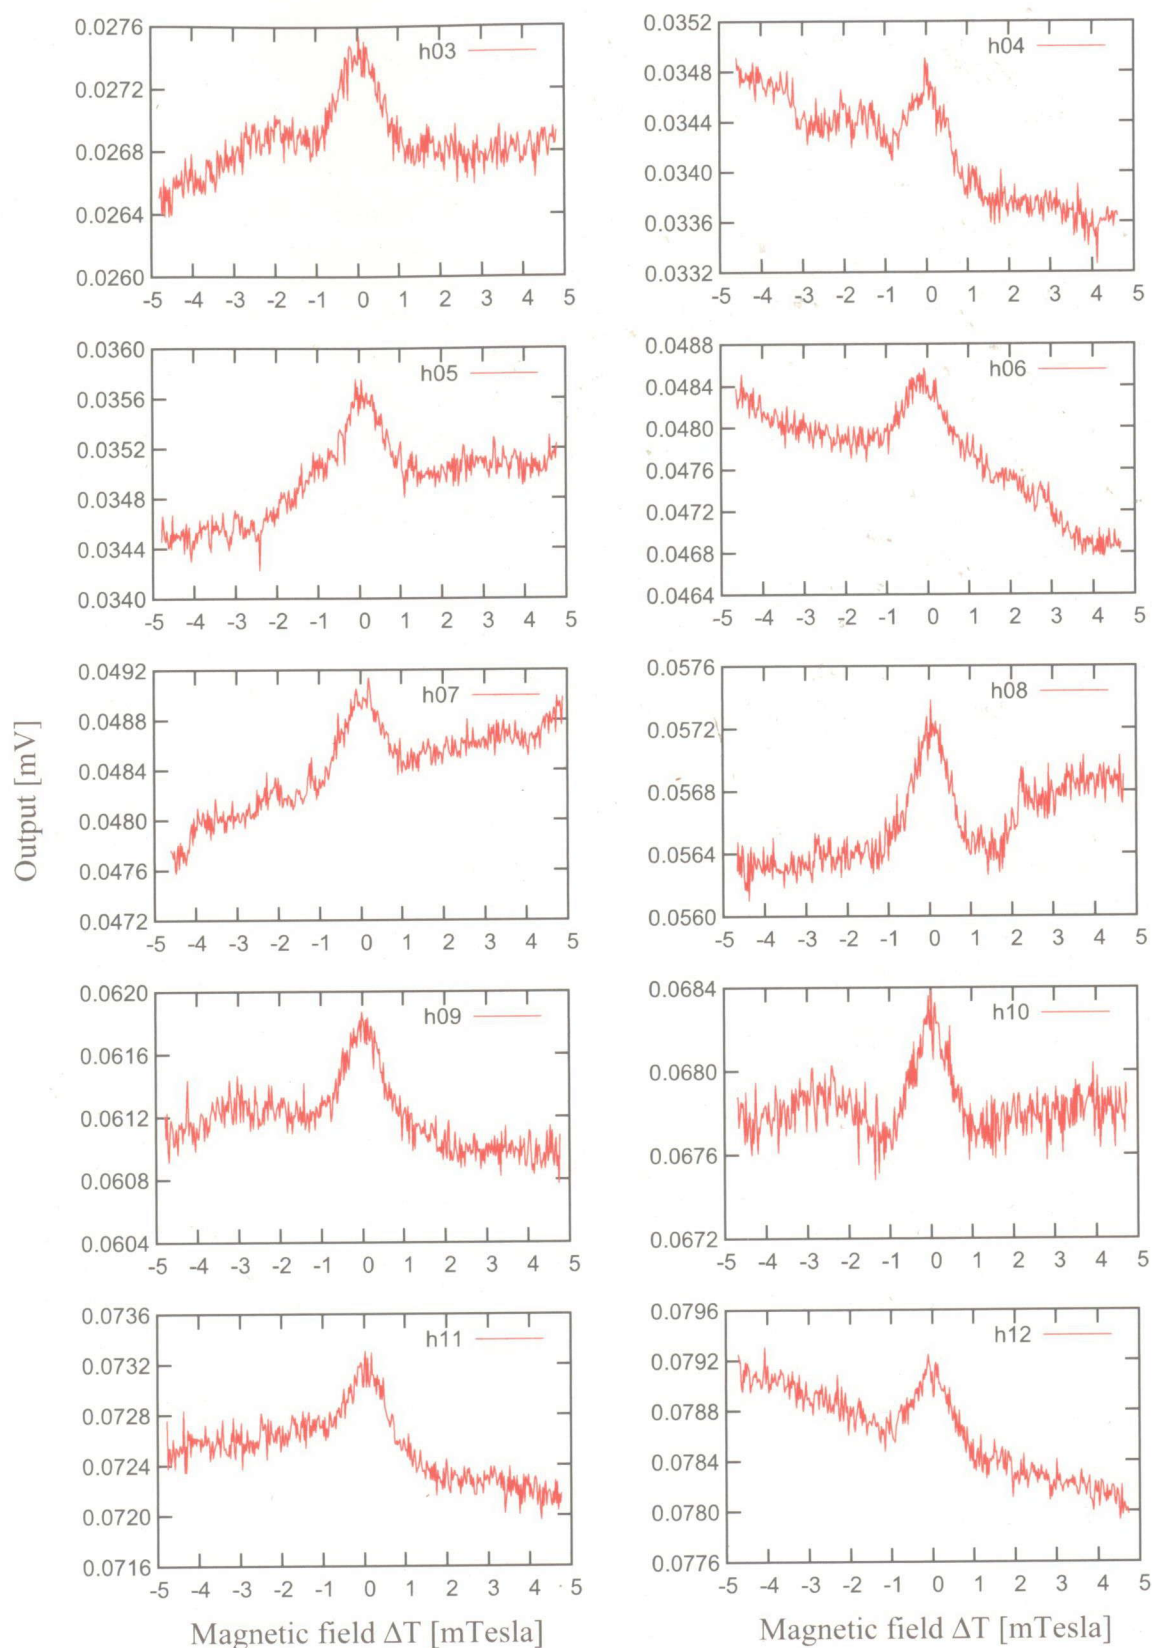 0.0276
h03
0.0272
0.0268
0.0264
0.0260
-5 -4 -3 -2 -1 0 1 2 3 4 5
0.0352
h04
0.0348
0.0344
0.0340
0.0336
0.0332
-5 -4 -3 -2 -1 0 1 2 3 4 5
0.0360
h05
0.0356
0.0352
0.0348
0.0344
0.0340
-5 -4 -3 -2 -1 0 1 2 3 4 5
0.0488
h06
0.0484
0.0480
0.0476
0.0472
0.0468
0.0464
-5 -4 -3 -2 -1 0 1 2 3 4 5
Output [mV]
0.0492
h07
0.0488
0.0484
0.0480
0.0476
0.0472
-5 -4 -3 -2 -1 0 1 2 3 4 5
0.0576
h08
0.0572
0.0568
0.0564
0.0560
-5 -4 -3 -2 -1 0 1 2 3 4 5
0.0620
h09
0.0616
0.0612
0.0608
0.0604
-5 -4 -3 -2 -1 0 1 2 3 4 5
0.0684
h10
0.0680
0.0676
0.0672
-5 -4 -3 -2 -1 0 1 2 3 4 5
0.0736
h11
0.0732
0.0728
0.0724
0.0720
0.0716
-5 -4 -3 -2 -1 0 1 2 3 4 5
Magnetic field ΔT [mTesla]
0.0796
h12
0.0792
0.0788
0.0784
0.0780
0.0776
-5 -4 -3 -2 -1 0 1 2 3 4 5
Magnetic field ΔT [mTesla]